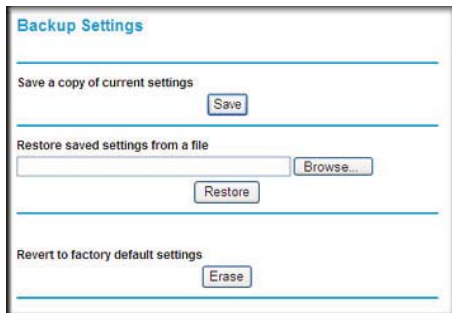 Backup Settings
Save a copy of current settings
Save
Restore saved settings from a file
Browse...
Restore
Revert to factory default settings
Erase